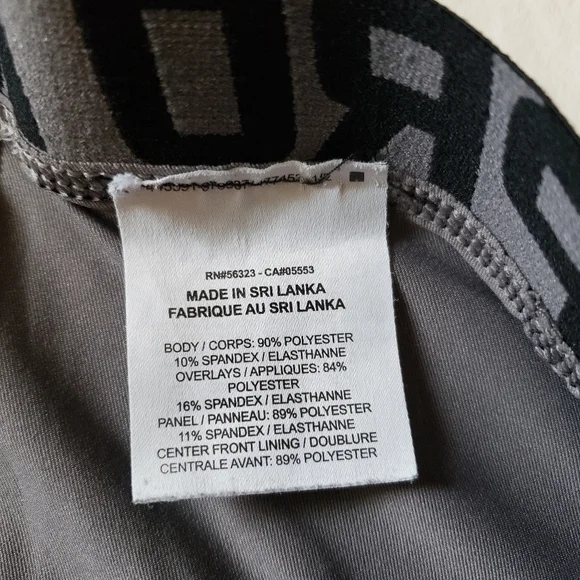 RN#56323 - CA#05553
MADE IN SRI LANKA
FABRIQUE AU SRI LANKA
BODY / CORPS: 90% POLYESTER
10% SPANDEX / ELASTHANNE
OVERLAYS / APPLIQUES: 84%
POLYESTER
16% SPANDEX / ELASTHANNE
PANEL / PANNEAU: 89% POLYESTER
11% SPANDEX / ELASTHANNE
CENTER FRONT LINING / DOUBLURE
CENTRALE AVANT: 89% POLYESTER